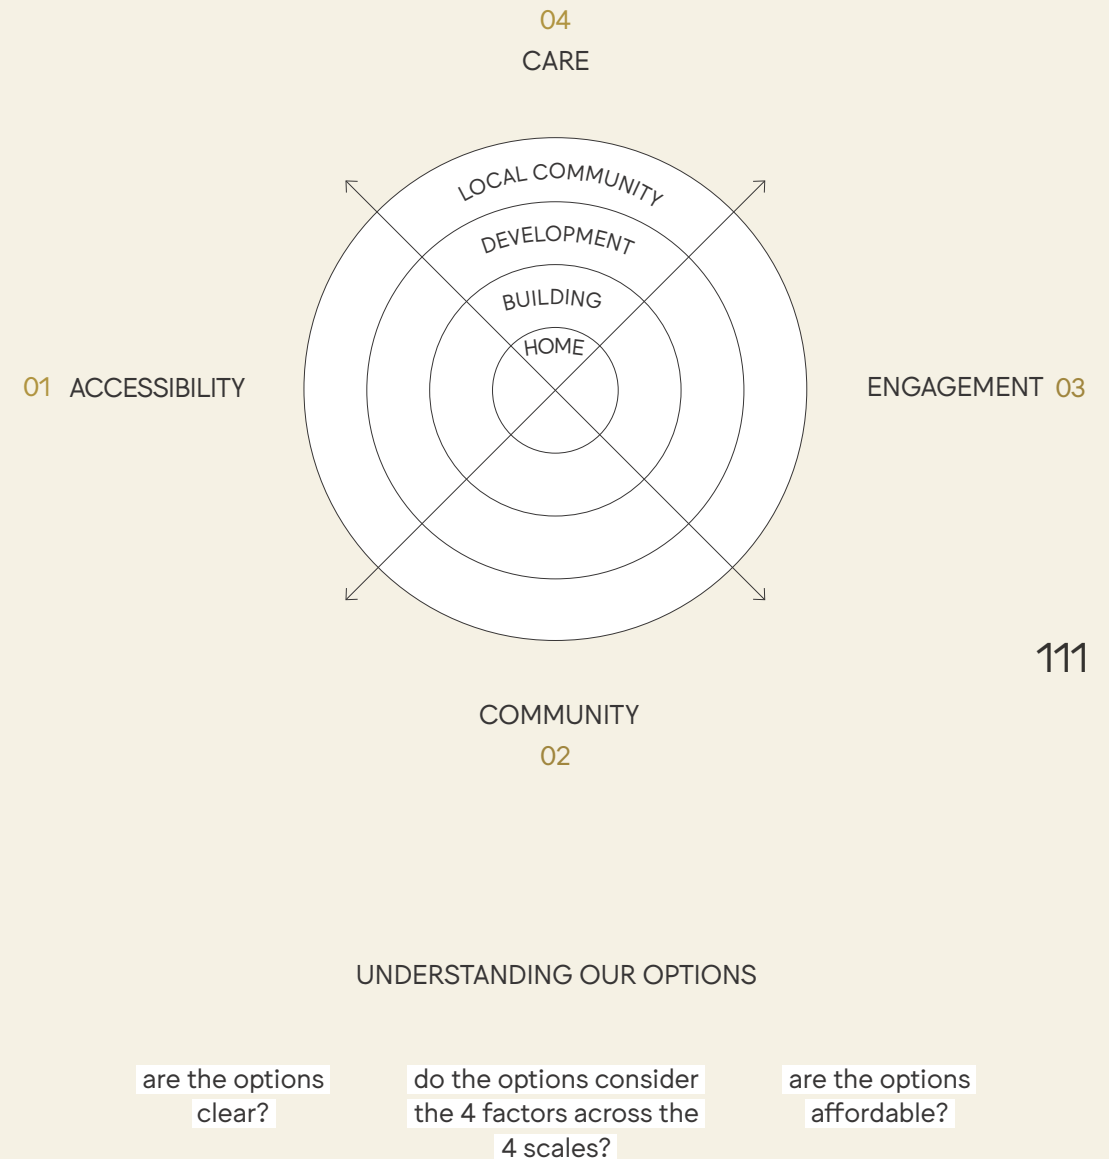 04
CARE
LOCAL COMMUNITY
DEVELOPMENT
BUILDING
HOME
01 ACCESSIBILITY
ENGAGEMENT 03
111
COMMUNITY
02
UNDERSTANDING OUR OPTIONS
are the options
clear?
do the options consider
the 4 factors across the
4 scales?
are the options
affordable?